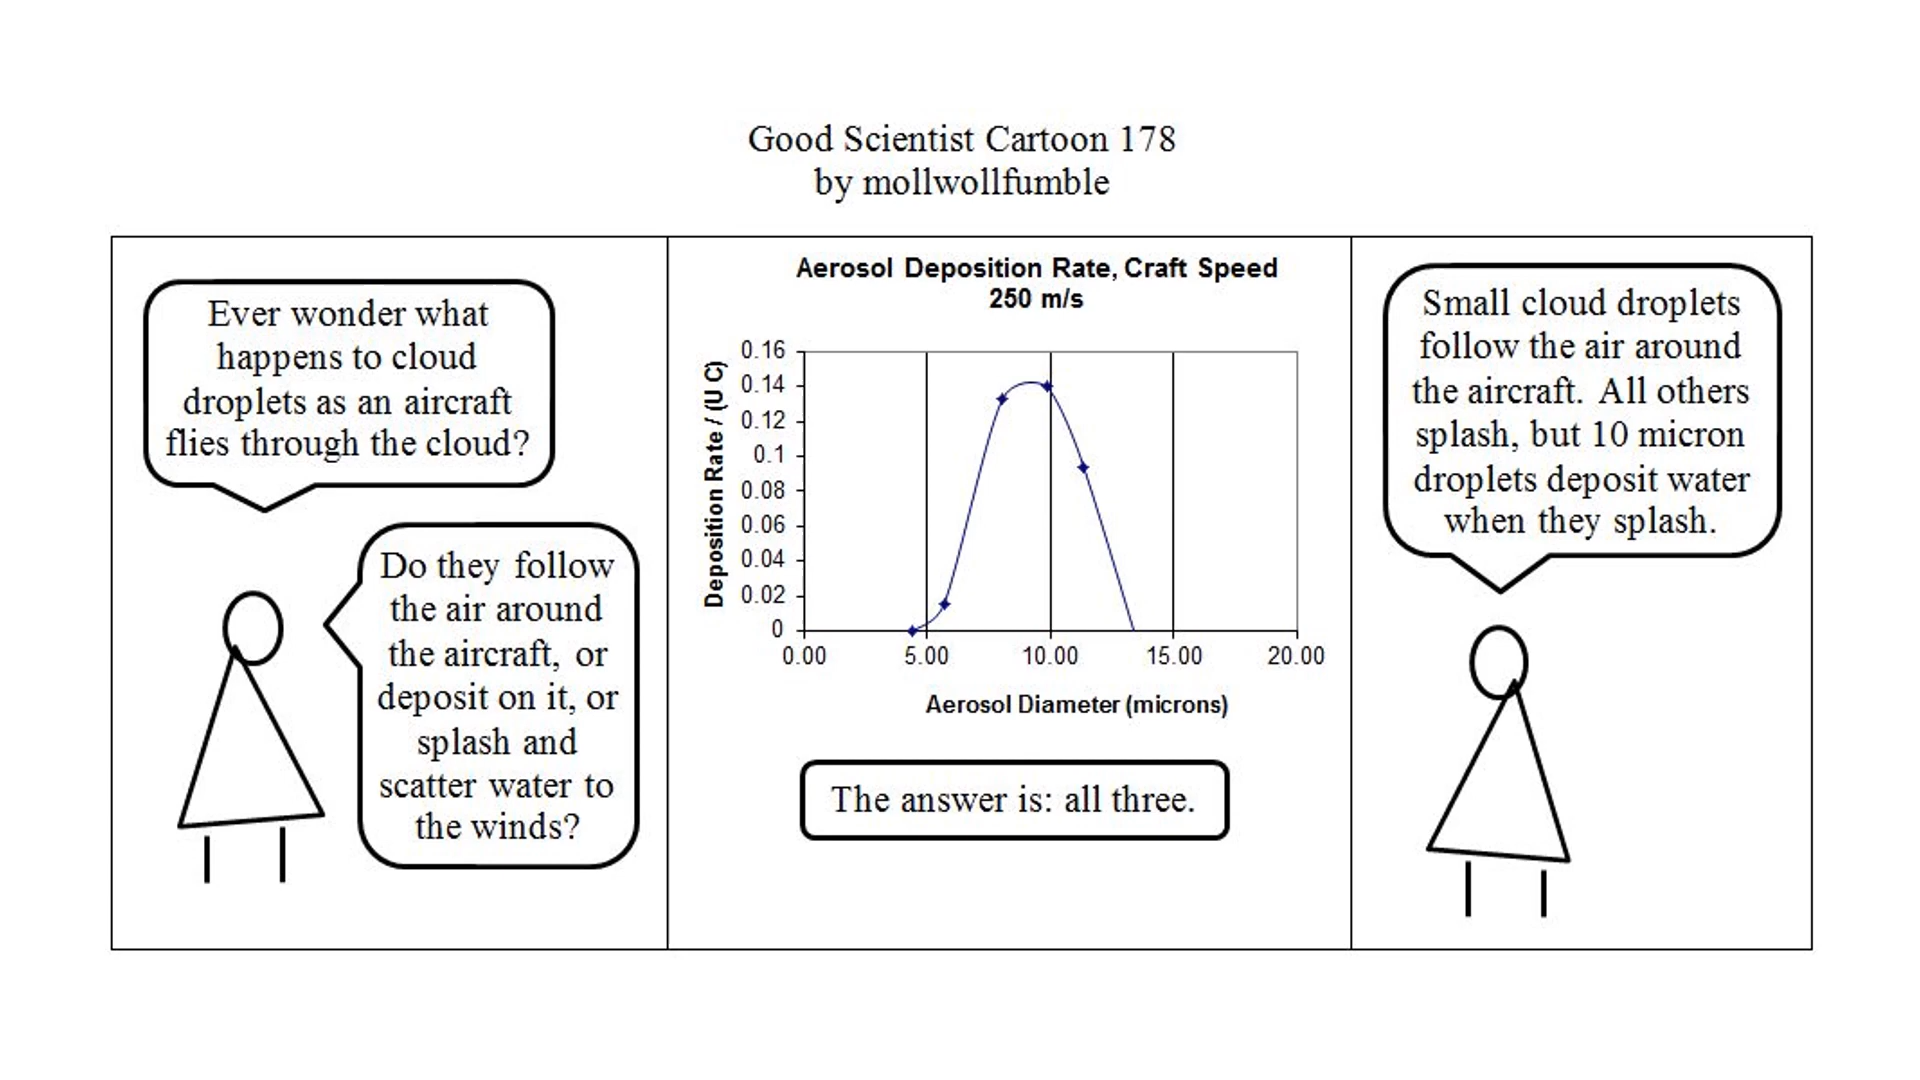 Good Scientist Cartoon 178
by mollwollfumble
Ever wonder what
happens to cloud
droplets as an aircraft
flies through the cloud?
Do they follow
the air around
the aircraft, or
deposit on it, or
splash and
scatter water to
the winds?
Aerosol Deposition Rate, Craft Speed
250 m/s
Deposition Rate / (U C)
0.16
0.14
0.12
0.1
0.08
0.06
0.04
0.02
0
0.00 5.00 10.00 15.00 20.00
Aerosol Diameter (microns)
The answer is: all three.
Small cloud droplets
follow the air around
the aircraft. All others
splash, but 10 micron
droplets deposit water
when they splash.